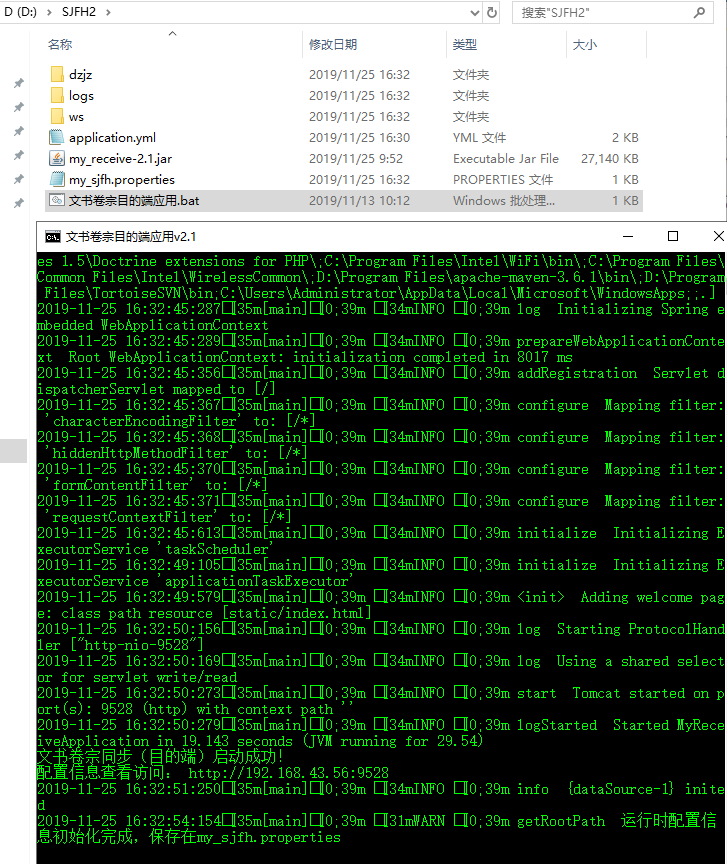 D (D:) > SJFH2 >
搜索"SJFH2"
名称 修改日期 类型 大小
dzjz 2019/11/25 16:32 文件夹
logs 2019/11/25 16:32 文件夹
ws 2019/11/25 16:32 文件夹
application.yml 2019/11/25 16:30 YML 文件 2 KB
my_receive-2.1.jar 2019/11/25 9:52 Executable Jar File 27,140 KB
my_sjfh.properties 2019/11/25 16:32 PROPERTIES 文件 1 KB
文书卷宗目的端应用.bat 2019/11/13 10:12 Windows 批处理... 1 KB
文书卷宗目的端应用v2.1
es 1.5\Doctrine extensions for PHP\;C:\Program Files\Intel\WiFi\bin\;C:\Program Files\
Common Files\Intel\WirelessCommon\;D:\Program Files\apache-maven-3.6.1\bin\;D:\Program
 Files\TortoiseSVN\bin;C:\Users\Administrator\AppData\Local\Microsoft\WindowsApps;;.]
2019-11-25 16:32:45:287□[35m[main]□[0;39m □[34mINFO □[0;39m log  Initializing Spring e
mbedded WebApplicationContext
2019-11-25 16:32:45:289□[35m[main]□[0;39m □[34mINFO □[0;39m prepareWebApplicationConte
xt  Root WebApplicationContext: initialization completed in 8017 ms
2019-11-25 16:32:45:356□[35m[main]□[0;39m □[34mINFO □[0;39m addRegistration  Servlet d
ispatcherServlet mapped to [/]
2019-11-25 16:32:45:367□[35m[main]□[0;39m □[34mINFO □[0;39m configure  Mapping filter:
 'characterEncodingFilter' to: [/*]
2019-11-25 16:32:45:368□[35m[main]□[0;39m □[34mINFO □[0;39m configure  Mapping filter:
 'hiddenHttpMethodFilter' to: [/*]
2019-11-25 16:32:45:370□[35m[main]□[0;39m □[34mINFO □[0;39m configure  Mapping filter:
 'formContentFilter' to: [/*]
2019-11-25 16:32:45:371□[35m[main]□[0;39m □[34mINFO □[0;39m configure  Mapping filter:
 'requestContextFilter' to: [/*]
2019-11-25 16:32:45:613□[35m[main]□[0;39m □[34mINFO □[0;39m initialize  Initializing E
xecutorService 'taskScheduler'
2019-11-25 16:32:49:105□[35m[main]□[0;39m □[34mINFO □[0;39m initialize  Initializing E
xecutorService 'applicationTaskExecutor'
2019-11-25 16:32:49:579□[35m[main]□[0;39m □[34mINFO □[0;39m <init>  Adding welcome pag
e: class path resource [static/index.html]
2019-11-25 16:32:50:156□[35m[main]□[0;39m □[34mINFO □[0;39m log  Starting ProtocolHand
ler ["http-nio-9528"]
2019-11-25 16:32:50:169□[35m[main]□[0;39m □[34mINFO □[0;39m log  Using a shared select
or for servlet write/read
2019-11-25 16:32:50:273□[35m[main]□[0;39m □[34mINFO □[0;39m start  Tomcat started on p
ort(s): 9528 (http) with context path ''
2019-11-25 16:32:50:279□[35m[main]□[0;39m □[34mINFO □[0;39m logStarted  Started MyRece
iveApplication in 19.143 seconds (JVM running for 29.54)
文书卷宗同步（目的端）启动成功!
配置信息查看访问： http://192.168.43.56:9528
2019-11-25 16:32:51:250□[35m[main]□[0;39m □[34mINFO □[0;39m info  {dataSource-1} inite
d
2019-11-25 16:32:54:154□[35m[main]□[0;39m □[31mWARN □[0;39m getRootPath  运行时配置信
息初始化完成，保存在my_sjfh.properties